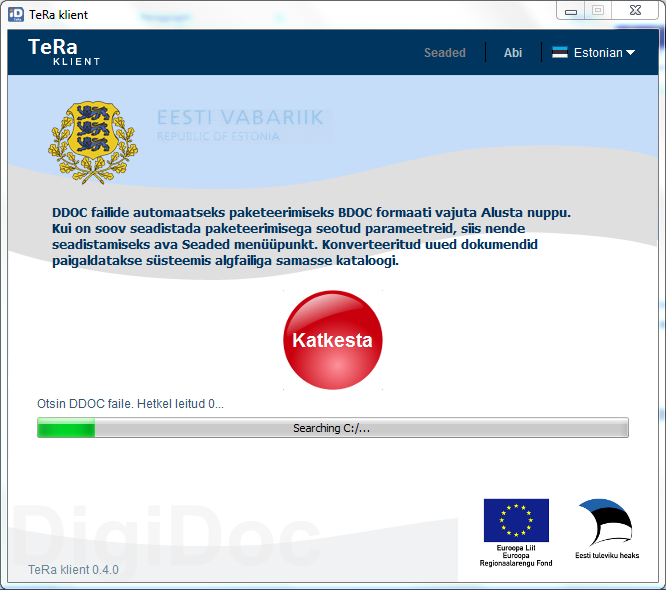 TeRa klient
TeRa
KLIENT
Seaded
Abi
Estonian
EESTI VABARIIK
REPUBLIC OF ESTONIA
DDOC failide automaatseks paketeerimiseks BDOC formaati vajuta Alusta nuppu.
Kui on soov seadistada paketeerimisega seotud parameetreid, siis nende
seadistamiseks ava Seaded menüüpunkt. Konverteeritud uued dokumendid
paigaldatakse süsteemis algfailiga samasse kataloogi.
Katkesta
Otsin DDOC faile. Hetkel leitud 0...
Searching C:/...
DigiDoc
Euroopa Liit
Euroopa
Regionaalarengu Fond
Eesti tuleviku heaks
TeRa klient 0.4.0